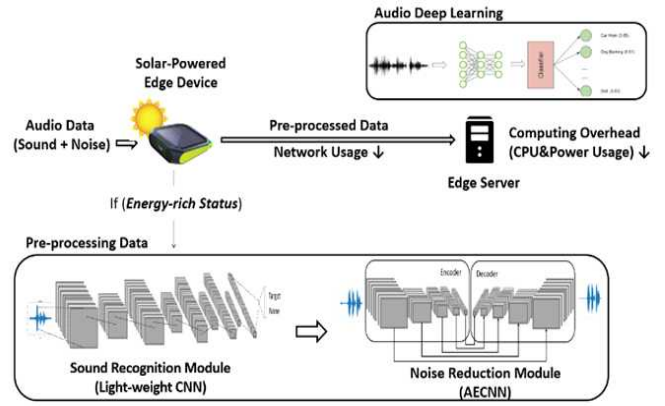 Audio Deep Learning
Classifier
Solar-Powered
Edge Device
Audio Data
(Sound + Noise)
Pre-processed Data
Network Usage ↓
Computing Overhead
(CPU&Power Usage) ↓
Edge Server
If (Energy-rich Status)
Pre-processing Data
Encoder
Decoder
Target
Noise
Sound Recognition Module
(Light-weight CNN)
Noise Reduction Module
(AECNN)